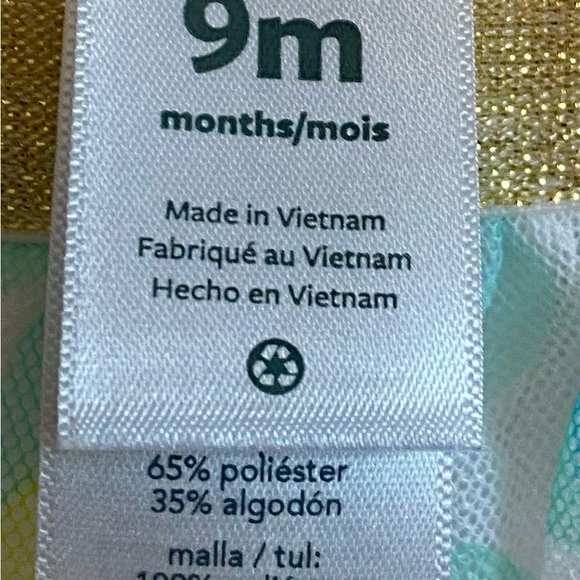 9m
months/mois
Made in Vietnam
Fabriqué au Vietnam
Hecho en Vietnam
65% poliéster
35% algodón
malla / tul: